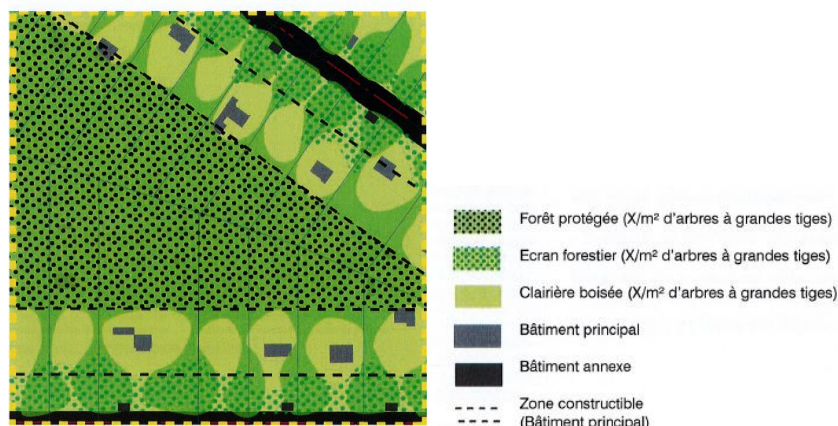 Forêt protégée (X/m² d'arbres à grandes tiges)
Ecran forestier (X/m² d'arbres à grandes tiges)
Clairière boisée (X/m² d'arbres à grandes tiges)
Bâtiment principal
Bâtiment annexe
Zone constructible
(Bâtiment principal)